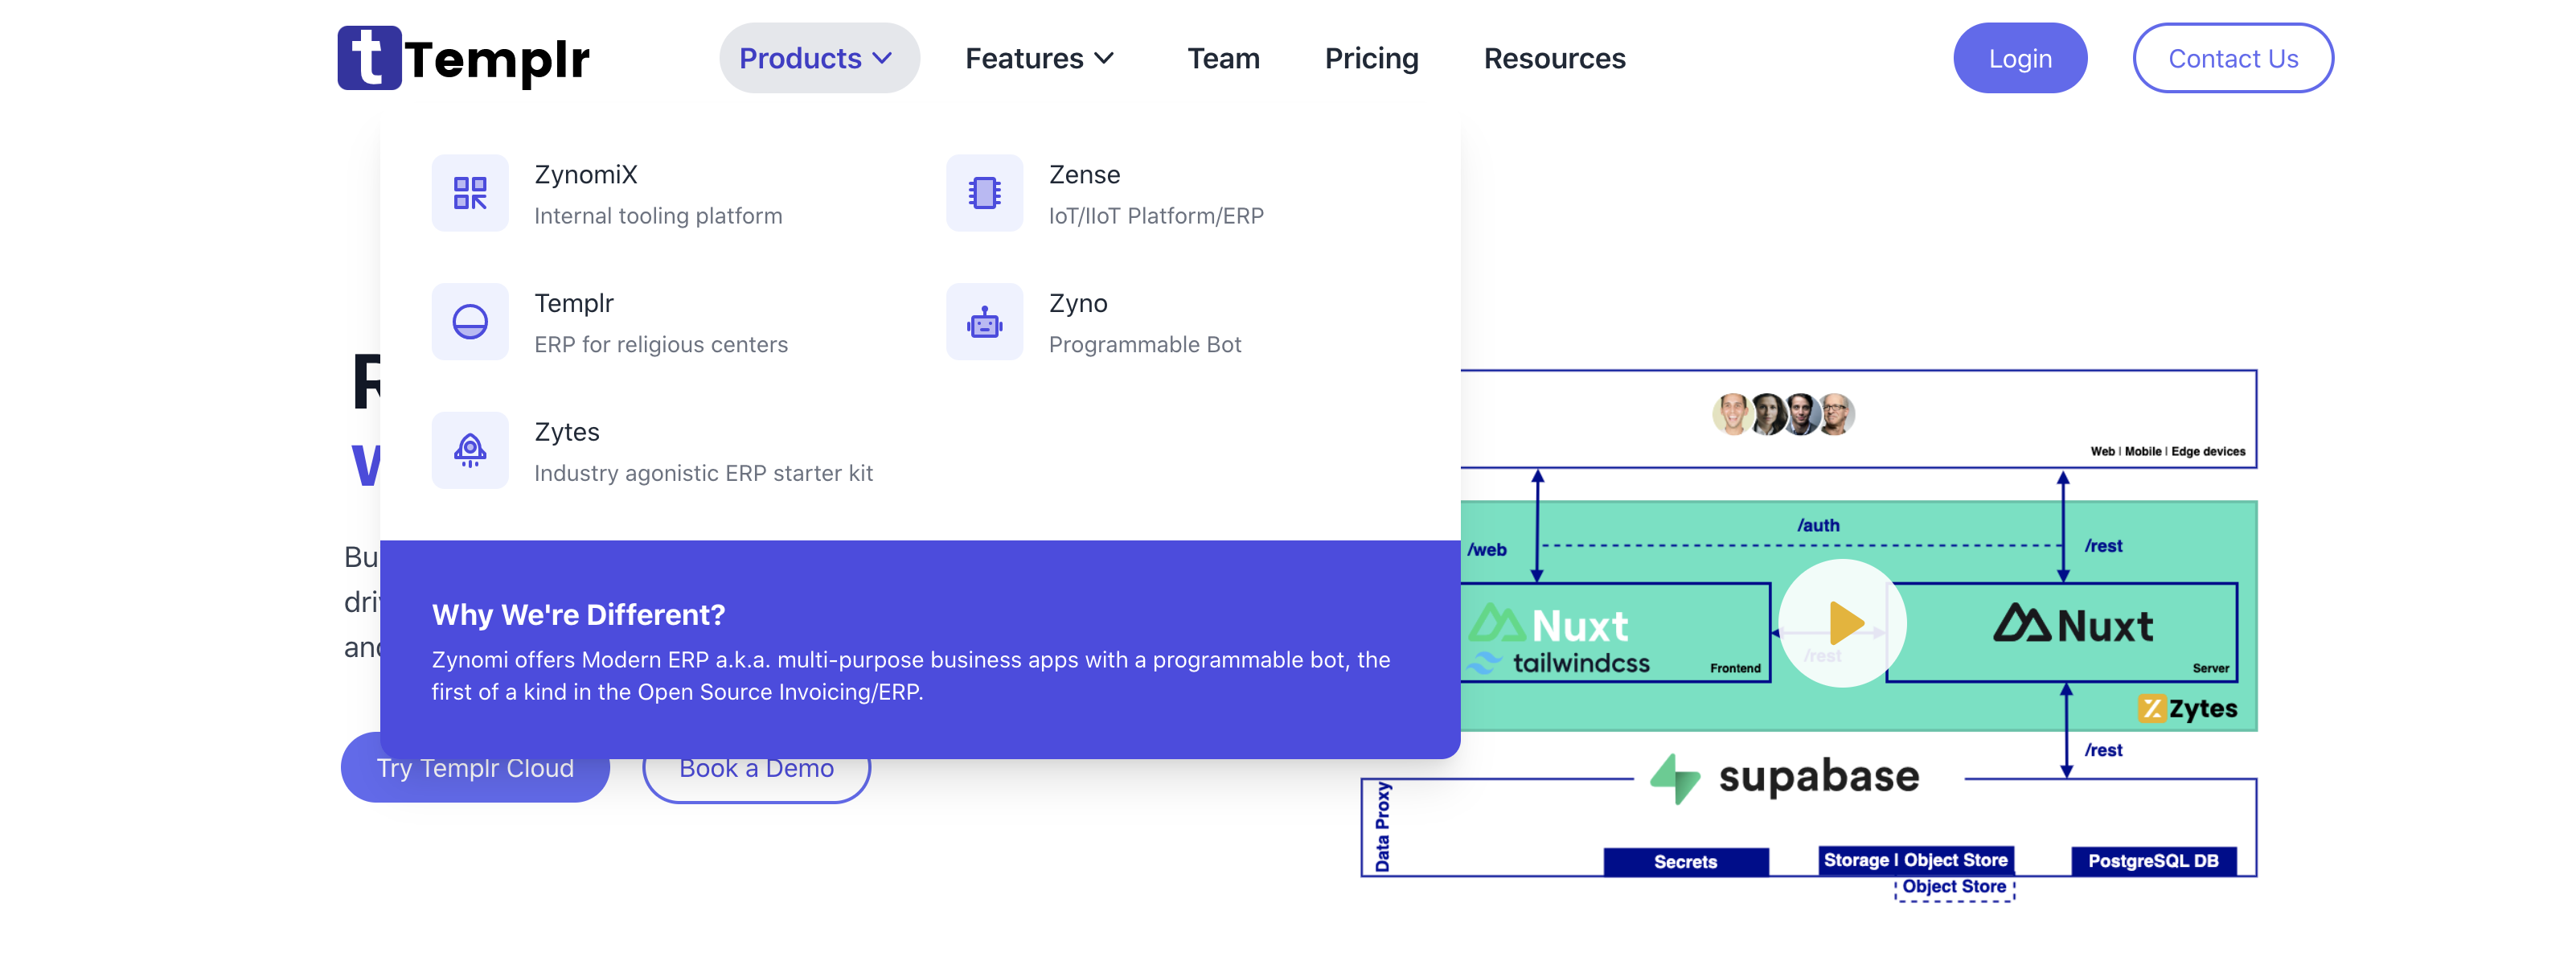 Templr
Products
Features
Team
Pricing
Resources
Login
Contact Us
ZynomiX
Internal tooling platform
Zense
IoT/IIoT Platform/ERP
Templr
ERP for religious centers
Zyno
Programmable Bot
Zytes
Industry agonistic ERP starter kit
Why We're Different?
Zynomi offers Modern ERP a.k.a. multi-purpose business apps with a programmable bot, the
first of a kind in the Open Source Invoicing/ERP.
Try Templr Cloud
Book a Demo
Web | Mobile | Edge devices
/auth
/web
/rest
Nuxt
tailwindcss
Frontend
/rest
Nuxt
Server
Zytes
/rest
supabase
Data Proxy
Secrets
Storage | Object Store
PostgreSQL DB
Object Store